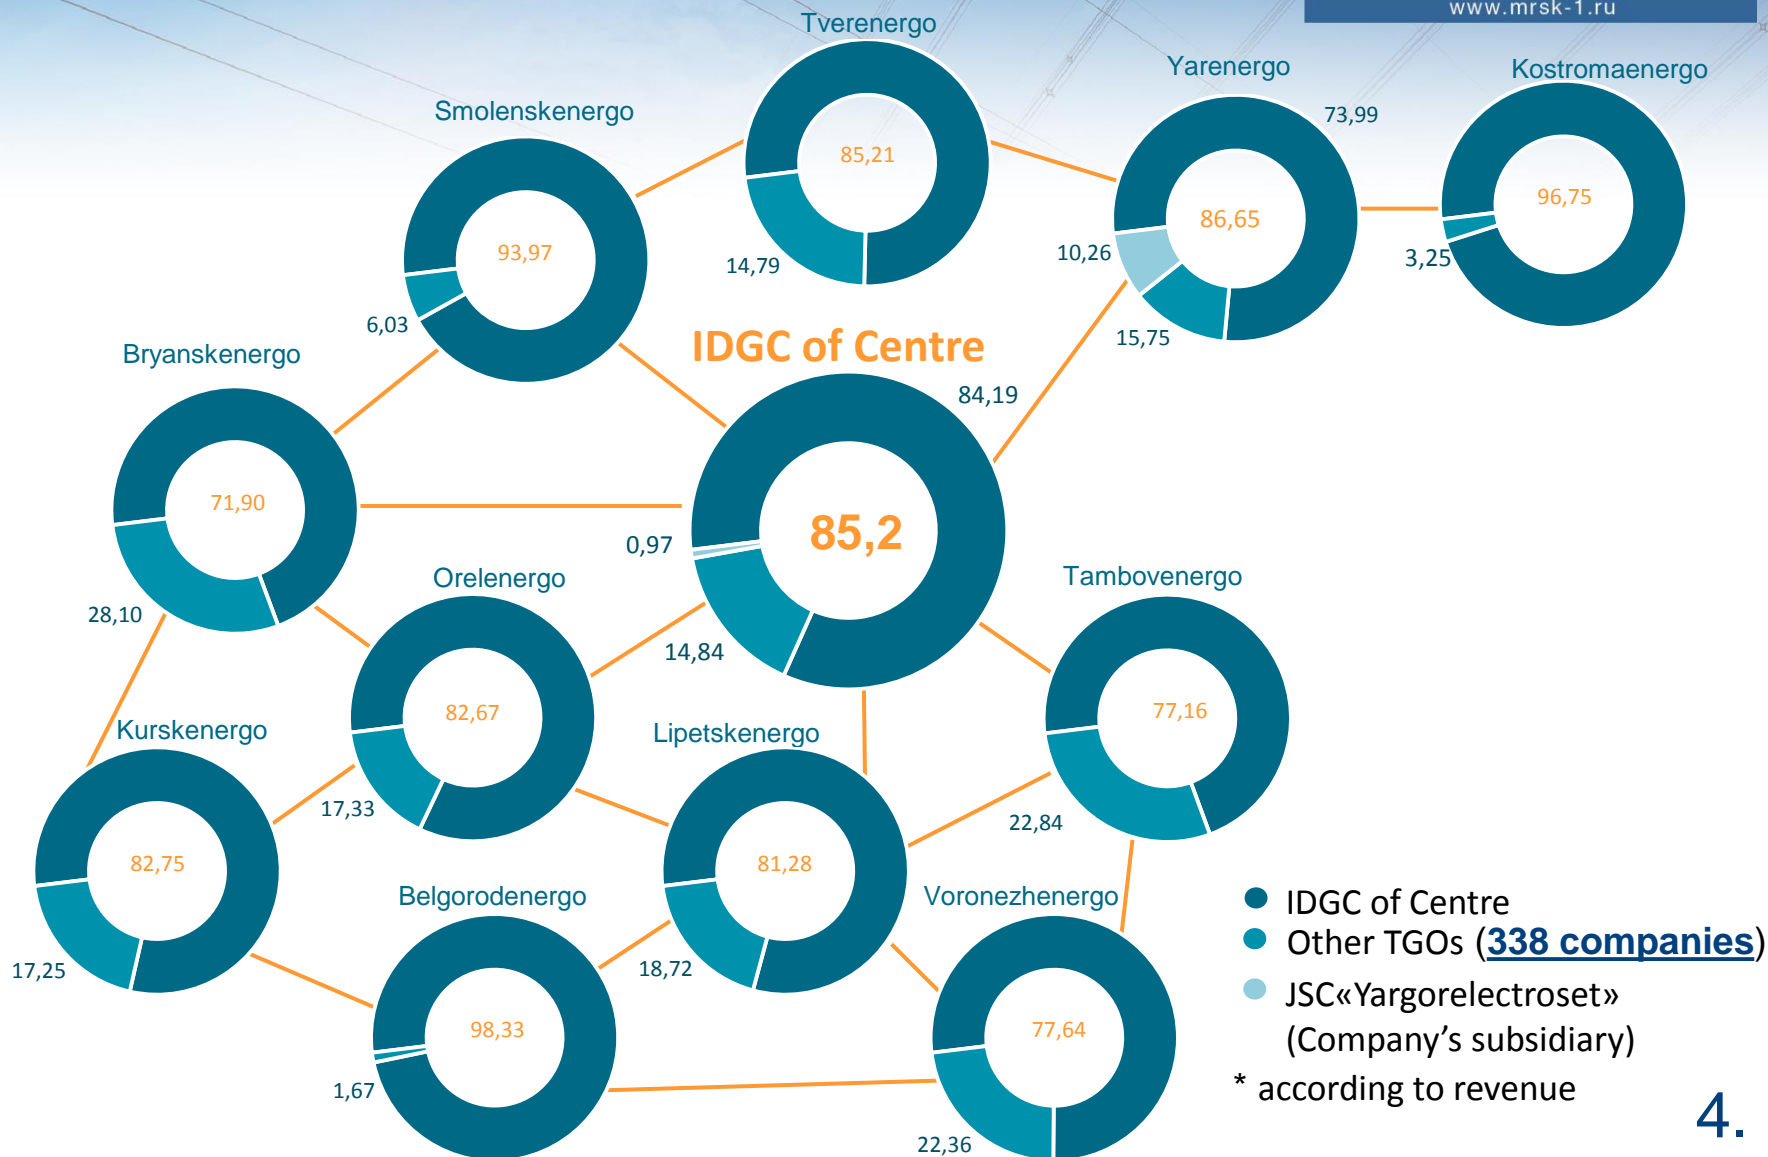 www.mrsk-1.ru
Tverenergo
85,21
14,79
Yarenergo
73,99
86,65
10,26
15,75
Kostromaenergo
96,75
3,25
Smolenskenergo
93,97
6,03
IDGC of Centre
84,19
85,2
0,97
14,84
Bryanskenergo
71,90
28,10
Orelenergo
82,67
17,33
Tambovenergo
77,16
22,84
Kurskenergo
82,75
17,25
Lipetskenergo
81,28
18,72
Belgorodenergo
98,33
1,67
Voronezhenergo
77,64
22,36
IDGC of Centre
Other TGOs (338 companies)
JSC«Yargorelectroset»
(Company's subsidiary)
* according to revenue
4.